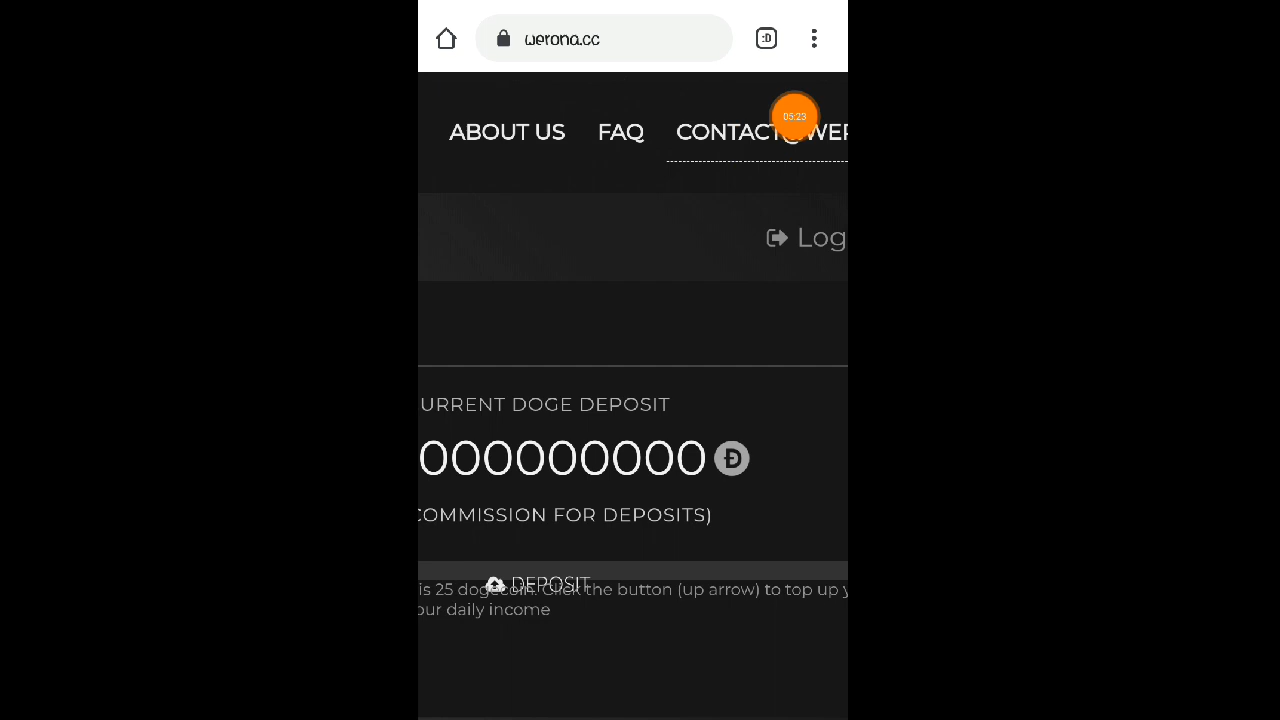 werona.cc
:D
05:23
ABOUT US FAQ CONTACT@WER
Log
URRENT DOGE DEPOSIT
000000000
COMMISSION FOR DEPOSITS)
DEPOSIT
is 25 dogecoin. Click the button (up arrow) to top up y
our daily income